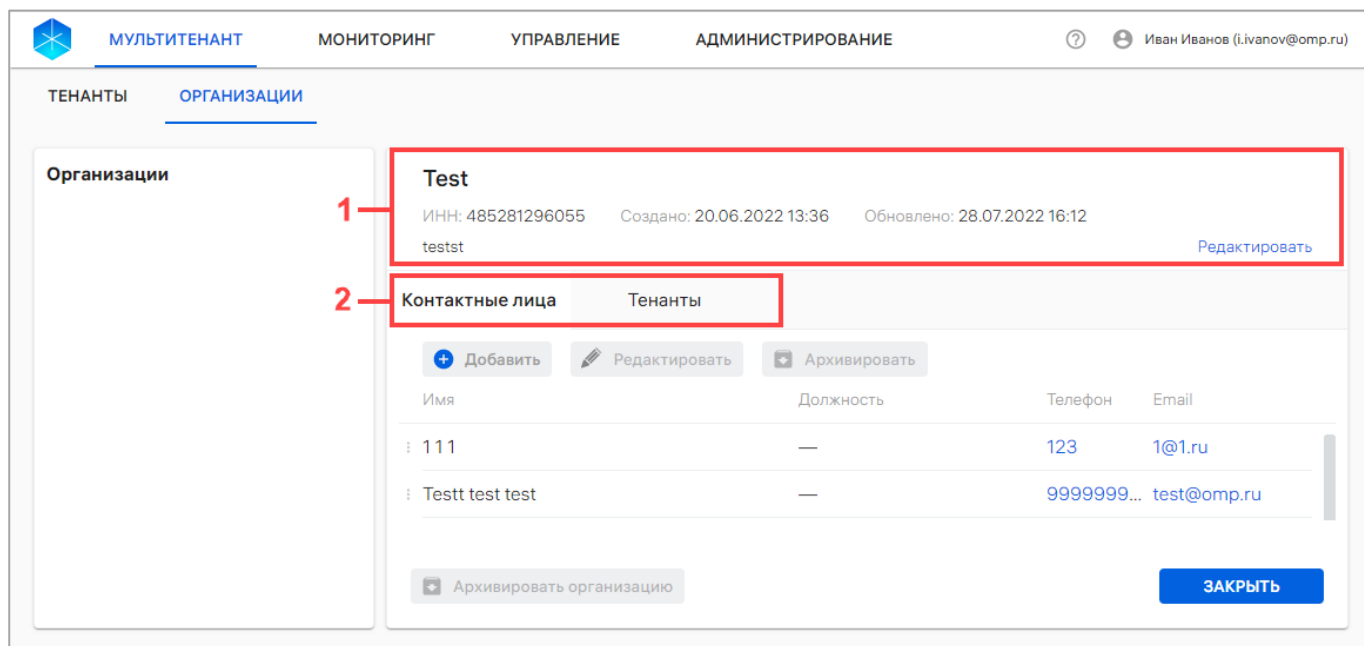 МУЛЬТИТЕНАНТ МОНИТОРИНГ УПРАВЛЕНИЕ АДМИНИСТРИРОВАНИЕ ? Иван Иванов (i.ivanov@omp.ru)
ТЕНАНТЫ ОРГАНИЗАЦИИ
Организации
Test
1
ИНН: 485281296055 Создано: 20.06.2022 13:36 Обновлено: 28.07.2022 16:12
testst Редактировать
2
Контактные лица Тенанты
Добавить Редактировать Архивировать
Имя Должность Телефон Email
111 — 123 1@1.ru
Testt test test — 9999999... test@omp.ru
Архивировать организацию ЗАКРЫТЬ